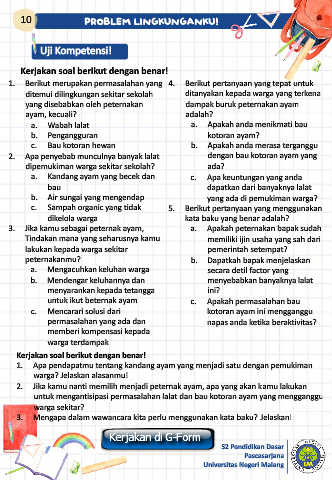 10
PROBLEM LINGKUNGANKU!
Uji Kompetensi!
Kerjakan soal berikut dengan benar!
1. Berikut merupakan permasalahan yang
ditemui dilingkungan sekitar sekolah
yang disebabkan oleh peternakan
ayam, kecuali?
a. Wabah lalat
b. Pengangguran
c. Bau kotoran hewan
2. Apa penyebab munculnya banyak lalat
dipemukiman warga sekitar sekolah?
a. Kandang ayam yang becek dan
bau
b. Air sungai yang mengendap
c. Sampah organic yang tidak
dikelola warga
3. Jika kamu sebagai peternak ayam,
Tindakan mana yang seharusnya kamu
lakukan kepada warga sekitar
peternakanmu?
a. Mengacuhkan keluhan warga
b. Mendengar keluhannya dan
menyarankan kepada tetangga
untuk ikut beternak ayam
c. Mencarari solusi dari
permasalahan yang ada dan
memberi kompensasi kepada
warga terdampak
4. Berikut pertanyaan yang tepat untuk
ditanyakan kepada warga yang terkena
dampak buruk peternakan ayam
adalah?
a. Apakah anda menikmati bau
kotoran ayam?
b. Apakah anda merasa terganggu
dengan bau kotoran ayam yang
ada?
c. Apa keuntungan yang anda
dapatkan dari banyaknya lalat
yang ada di pemukiman warga?
5. Berikut pertanyaan yang menggunakan
kata baku yang benar adalah?
a. Apakah peternakan bapak sudah
memiliki ijin usaha yang sah dari
pemerintah setempat?
b. Dapatkah bapak menjelaskan
secara detil factor yang
menyebabkan banyaknya lalat
ini?
c. Apakah permasalahan bau
kotoran ayam ini mengganggu
napas anda ketika beraktivitas?
Kerjakan soal berikut dengan benar!
1. Apa pendapatmu tentang kandang ayam yang menjadi satu dengan pemukiman
warga? Jelaskan alasanmu!
2. Jika kamu nanti memilih menjadi peternak ayam, apa yang akan kamu lakukan
untuk mengantisipasi permasalahan lalat dan bau kotoran ayam yang mengganggu
warga sekitar?
3. Mengapa dalam wawancara kita perlu menggunakan kata baku? Jelaskan!
Kerjakan di G-Form
S2 Pendidikan Dasar
Pascasarjana
Universitas Negeri Malang